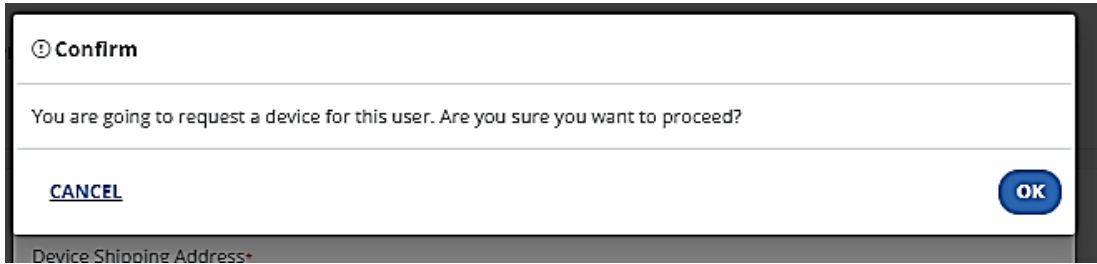 Confirm
You are going to request a device for this user. Are you sure you want to proceed?
CANCEL
OK
Device Shipping Address*